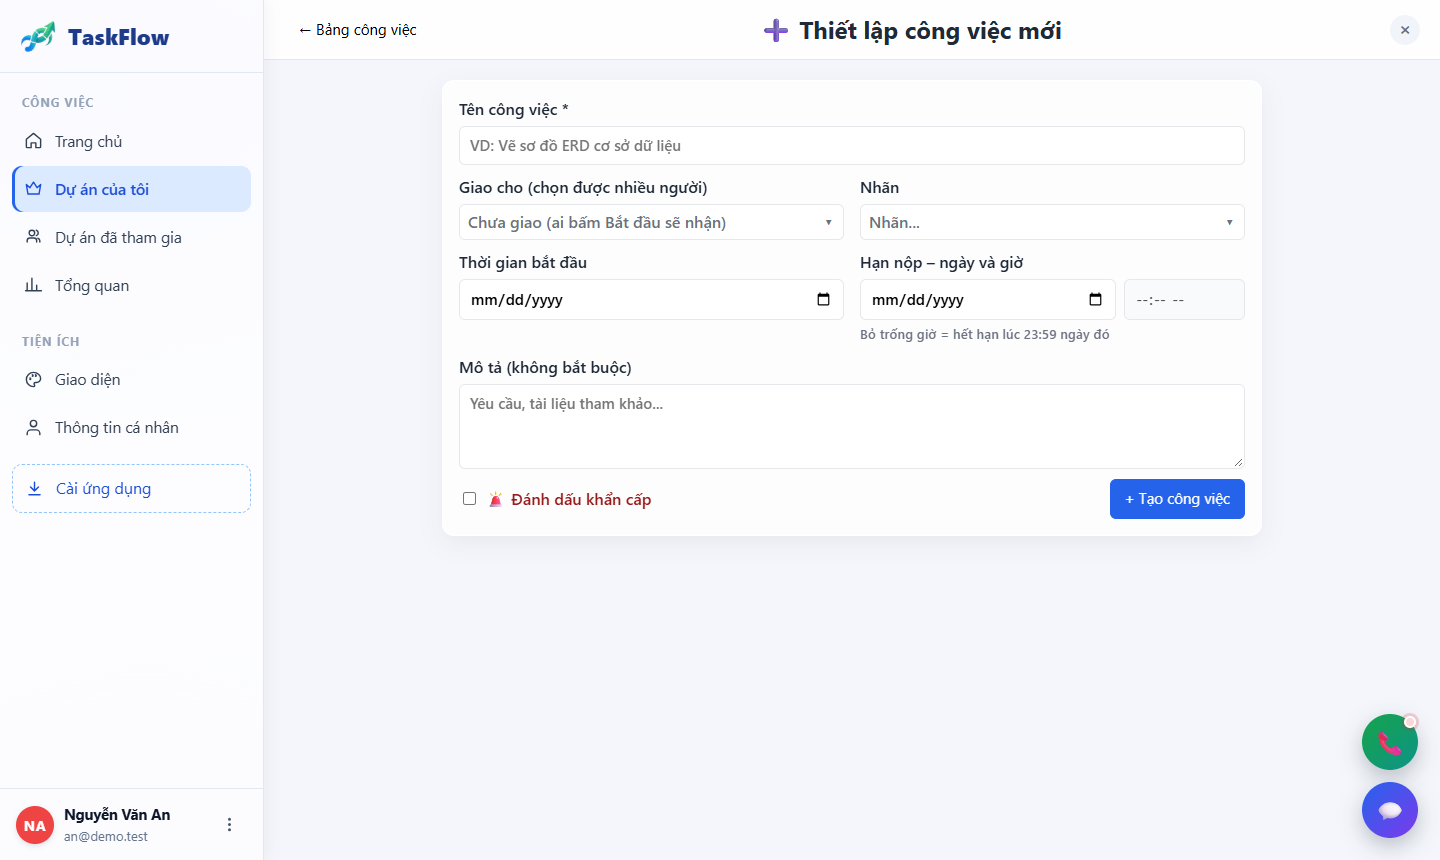 TaskFlow
CÔNG VIỆC
Trang chủ
Dự án của tôi
Dự án đã tham gia
Tổng quan
TIỆN ÍCH
Giao diện
Thông tin cá nhân
Cài ứng dụng
NA
Nguyễn Văn An
an@demo.test
← Bảng công việc
Thiết lập công việc mới
Tên công việc *
VD: Vẽ sơ đồ ERD cơ sở dữ liệu
Giao cho (chọn được nhiều người)
Chưa giao (ai bấm Bắt đầu sẽ nhận)
Nhãn
Nhãn...
Thời gian bắt đầu
mm/dd/yyyy
Hạn nộp – ngày và giờ
mm/dd/yyyy
--:-- --
Bỏ trống giờ = hết hạn lúc 23:59 ngày đó
Mô tả (không bắt buộc)
Yêu cầu, tài liệu tham khảo...
Đánh dấu khẩn cấp
+ Tạo công việc